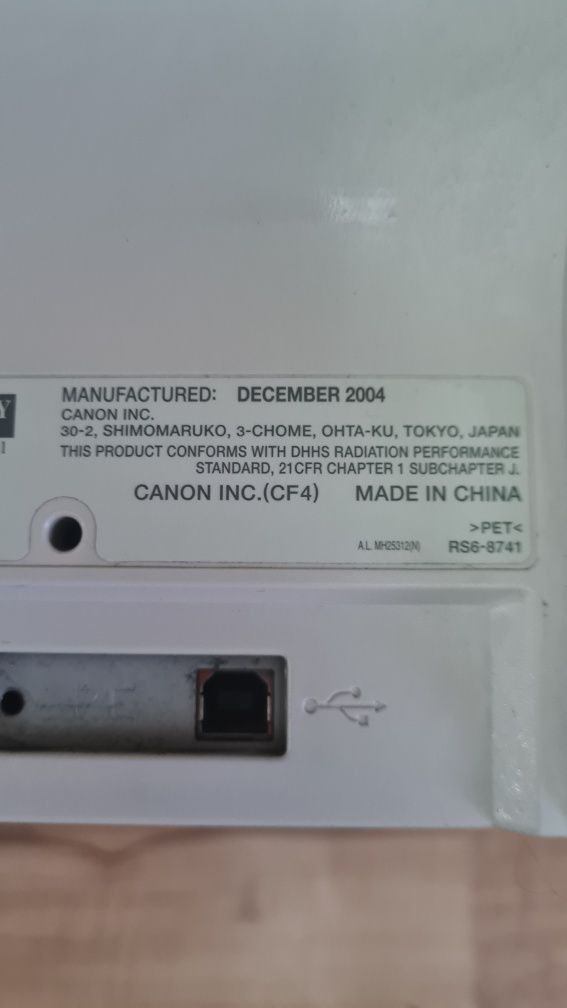 Y
MANUFACTURED: DECEMBER 2004
CANON INC.
1
30-2, SHIMOMARUKO, 3-CHOME, OHTA-KU, TOKYO, JAPAN
THIS PRODUCT CONFORMS WITH DHHS RADIATION PERFORMANCE
STANDARD, 21CFR CHAPTER 1 SUBCHAPTER J.
CANON INC.(CF4) MADE IN CHINA
>PET<
A.L. MH25312(N) RS6-8741